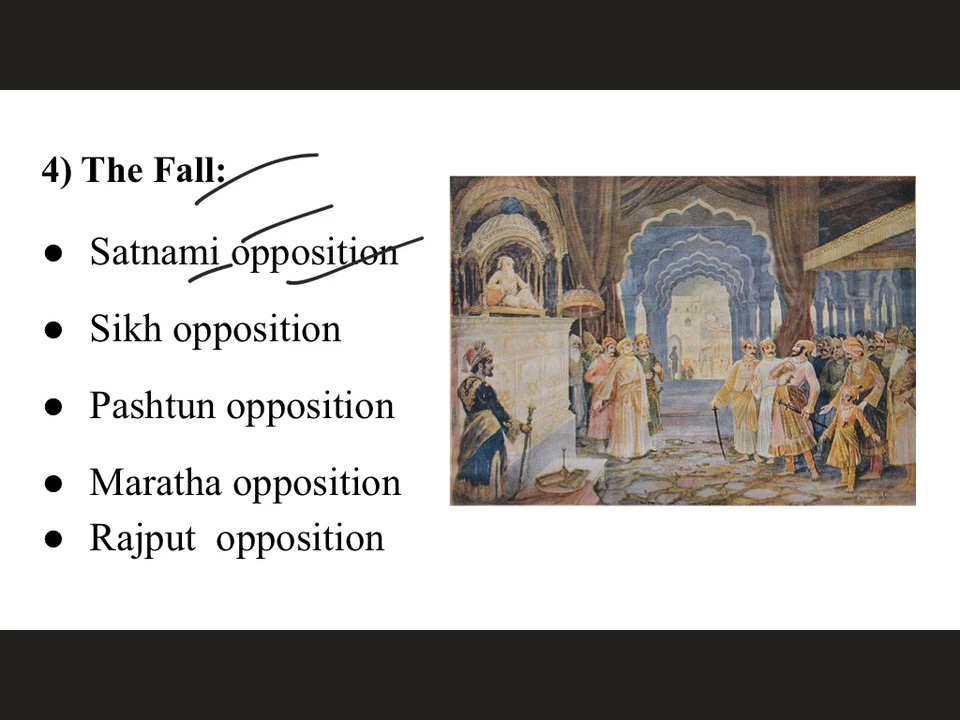 4) The Fall:
● Satnami opposition
● Sikh opposition
● Pashtun opposition
● Maratha opposition
● Rajput opposition